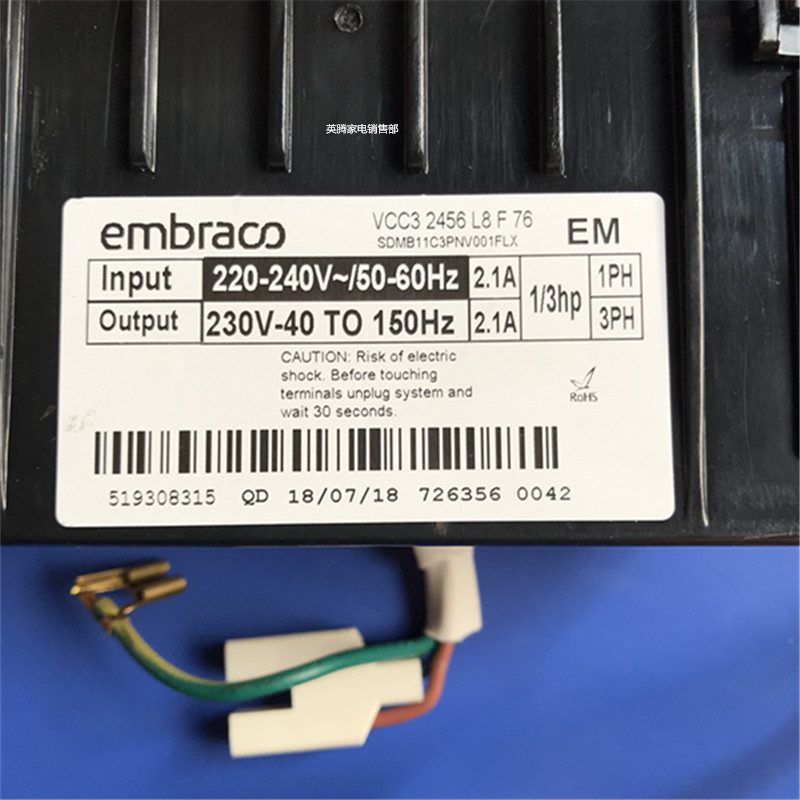 英腾家电销售部
embraco VCC3 2456 L8 F 76 EM
SDMB11C3PNV001FLX
Input 220-240V~/50-60Hz 2.1A 1/3hp 1PH
Output 230V-40 TO 150Hz 2.1A 3PH
CAUTION: Risk of electric
shock. Before touching
terminals unplug system and
wait 30 seconds.
RoHS
519308315 QD 18/07/18 726356 0042